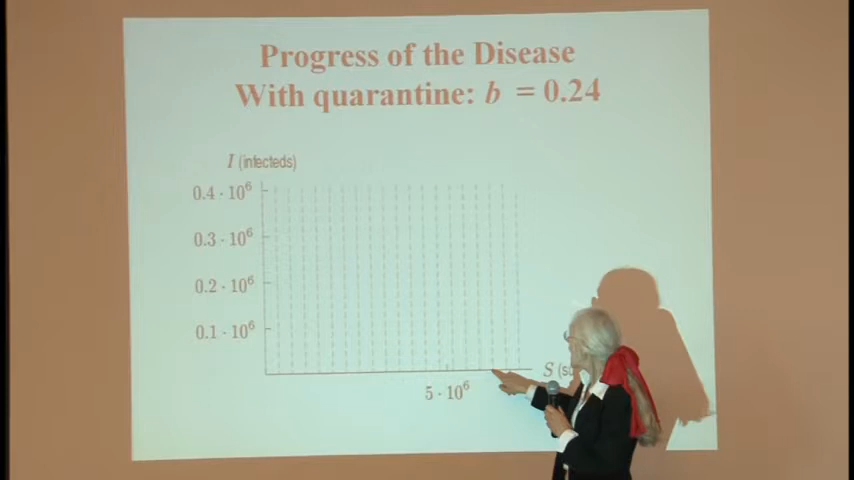 Progress of the Disease
With quarantine: b = 0.24
I (infecteds)
0.4 · 10⁶
0.3 · 10⁶
0.2 · 10⁶
0.1 · 10⁶
S
5 · 10⁶